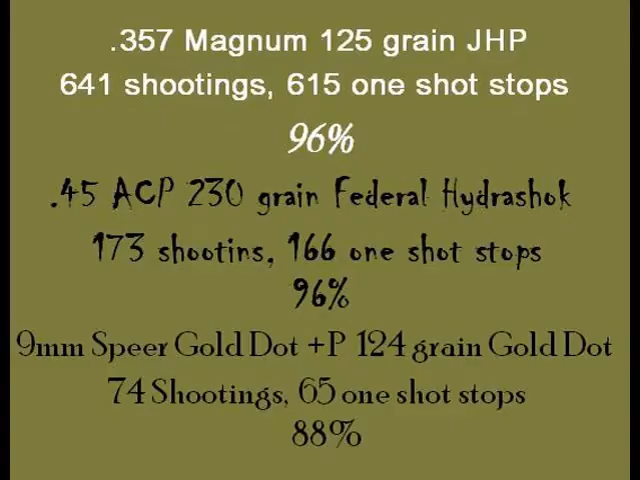 .357 Magnum 125 grain JHP
641 shootings, 615 one shot stops
96%
.45 ACP 230 grain Federal Hydrashok
173 shootins, 166 one shot stops
96%
9mm Speer Gold Dot +P 124 grain Gold Dot
74 Shootings, 65 one shot stops
88%